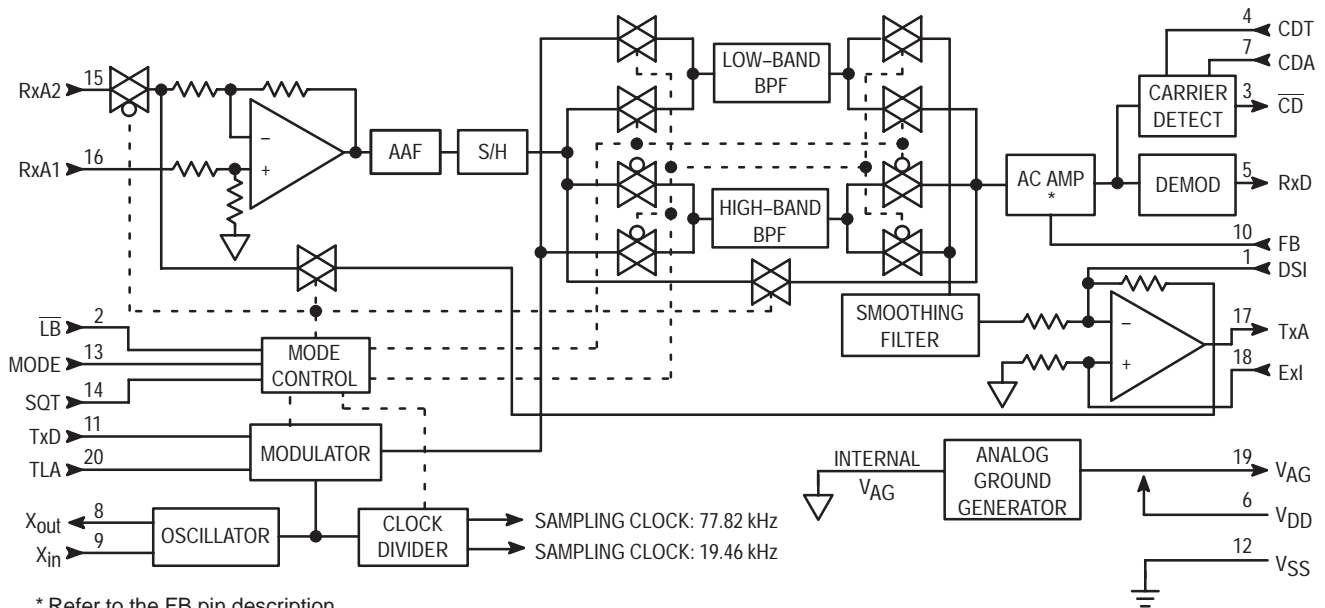 RxA2
15
RxA1
16
−
+
AAF
S/H
LOW–BAND
BPF
HIGH–BAND
BPF
AC AMP
*
CARRIER
DETECT
DEMOD
4
CDT
7
CDA
3
CD
5
RxD
10
FB
1
DSI
SMOOTHING
FILTER
−
+
17
TxA
18
ExI
LB
2
MODE
13
SQT
14
MODE
CONTROL
TxD
11
TLA
20
MODULATOR
Xout
8
Xin
9
OSCILLATOR
CLOCK
DIVIDER
SAMPLING CLOCK: 77.82 kHz
SAMPLING CLOCK: 19.46 kHz
INTERNAL
VAG
ANALOG
GROUND
GENERATOR
19
VAG
6
VDD
12
VSS
* Refer to the FB pin description